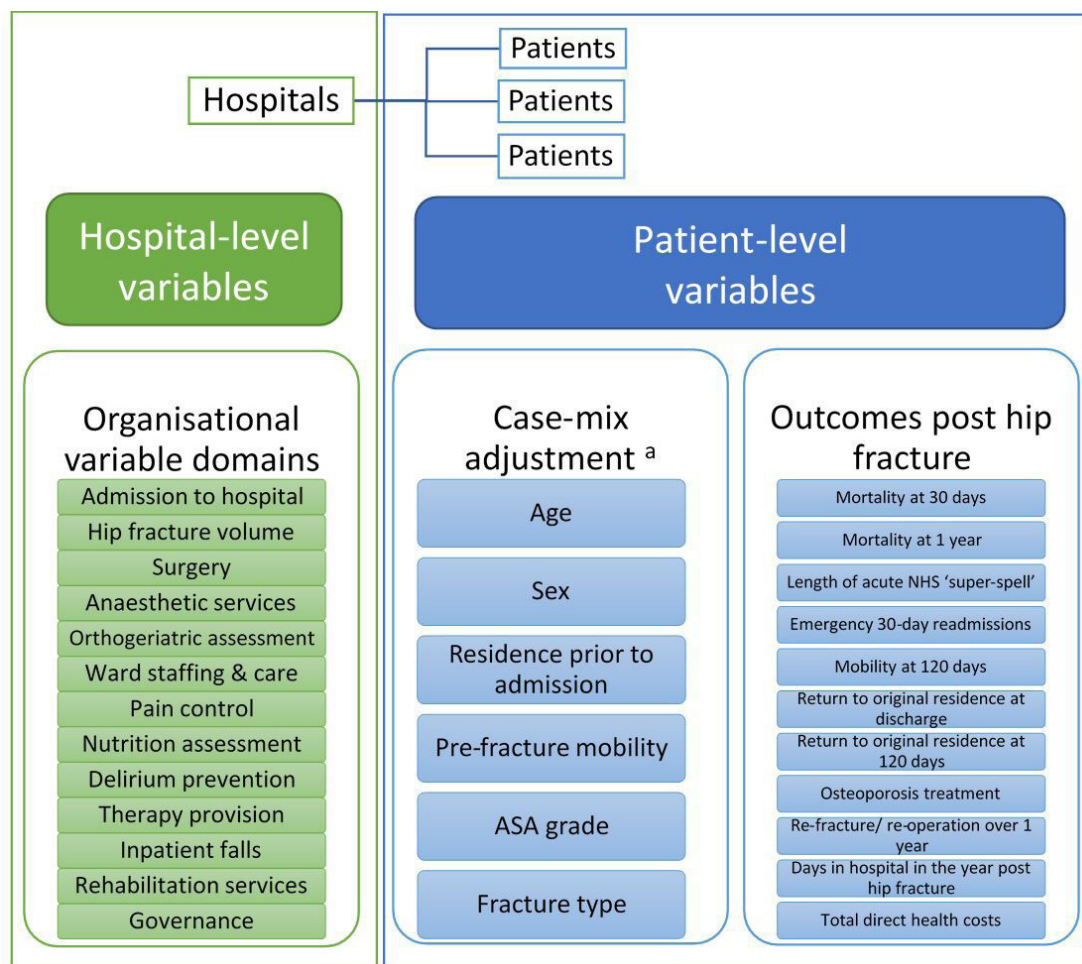 Hospitals
Patients
Patients
Patients
Hospital-level
variables
Patient-level
variables
Organisational
variable domains
Admission to hospital
Hip fracture volume
Surgery
Anaesthetic services
Orthogeriatric assessment
Ward staffing & care
Pain control
Nutrition assessment
Delirium prevention
Therapy provision
Inpatient falls
Rehabilitation services
Governance
Case-mix
adjustment a
Age
Sex
Residence prior to
admission
Pre-fracture mobility
ASA grade
Fracture type
Outcomes post hip
fracture
Mortality at 30 days
Mortality at 1 year
Length of acute NHS ‘super-spell’
Emergency 30-day readmissions
Mobility at 120 days
Return to original residence at
discharge
Return to original residence at
120 days
Osteoporosis treatment
Re-fracture/ re-operation over 1
year
Days in hospital in the year post
hip fracture
Total direct health costs